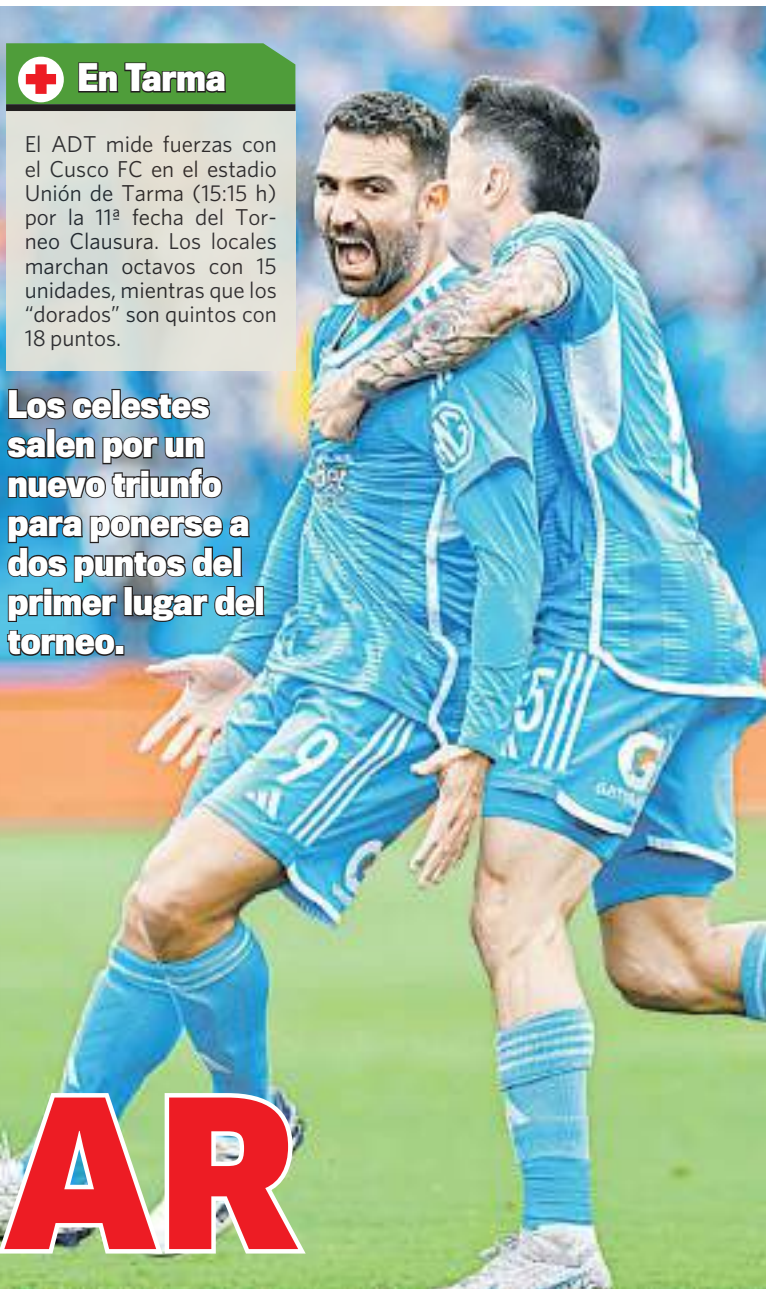 En Tarma
El ADT mide fuerzas con
el Cusco FC en el estadio
Unión de Tarma (15:15 h)
por la 11ª fecha del Tor-
neo Clausura. Los locales
marchan octavos con 15
unidades, mientras que los
“dorados” son quintos con
18 puntos.
Los celestes
salen por un
nuevo triunfo
para ponerse a
dos puntos del
primer lugar del
torneo.
MG
9
5
G
AR